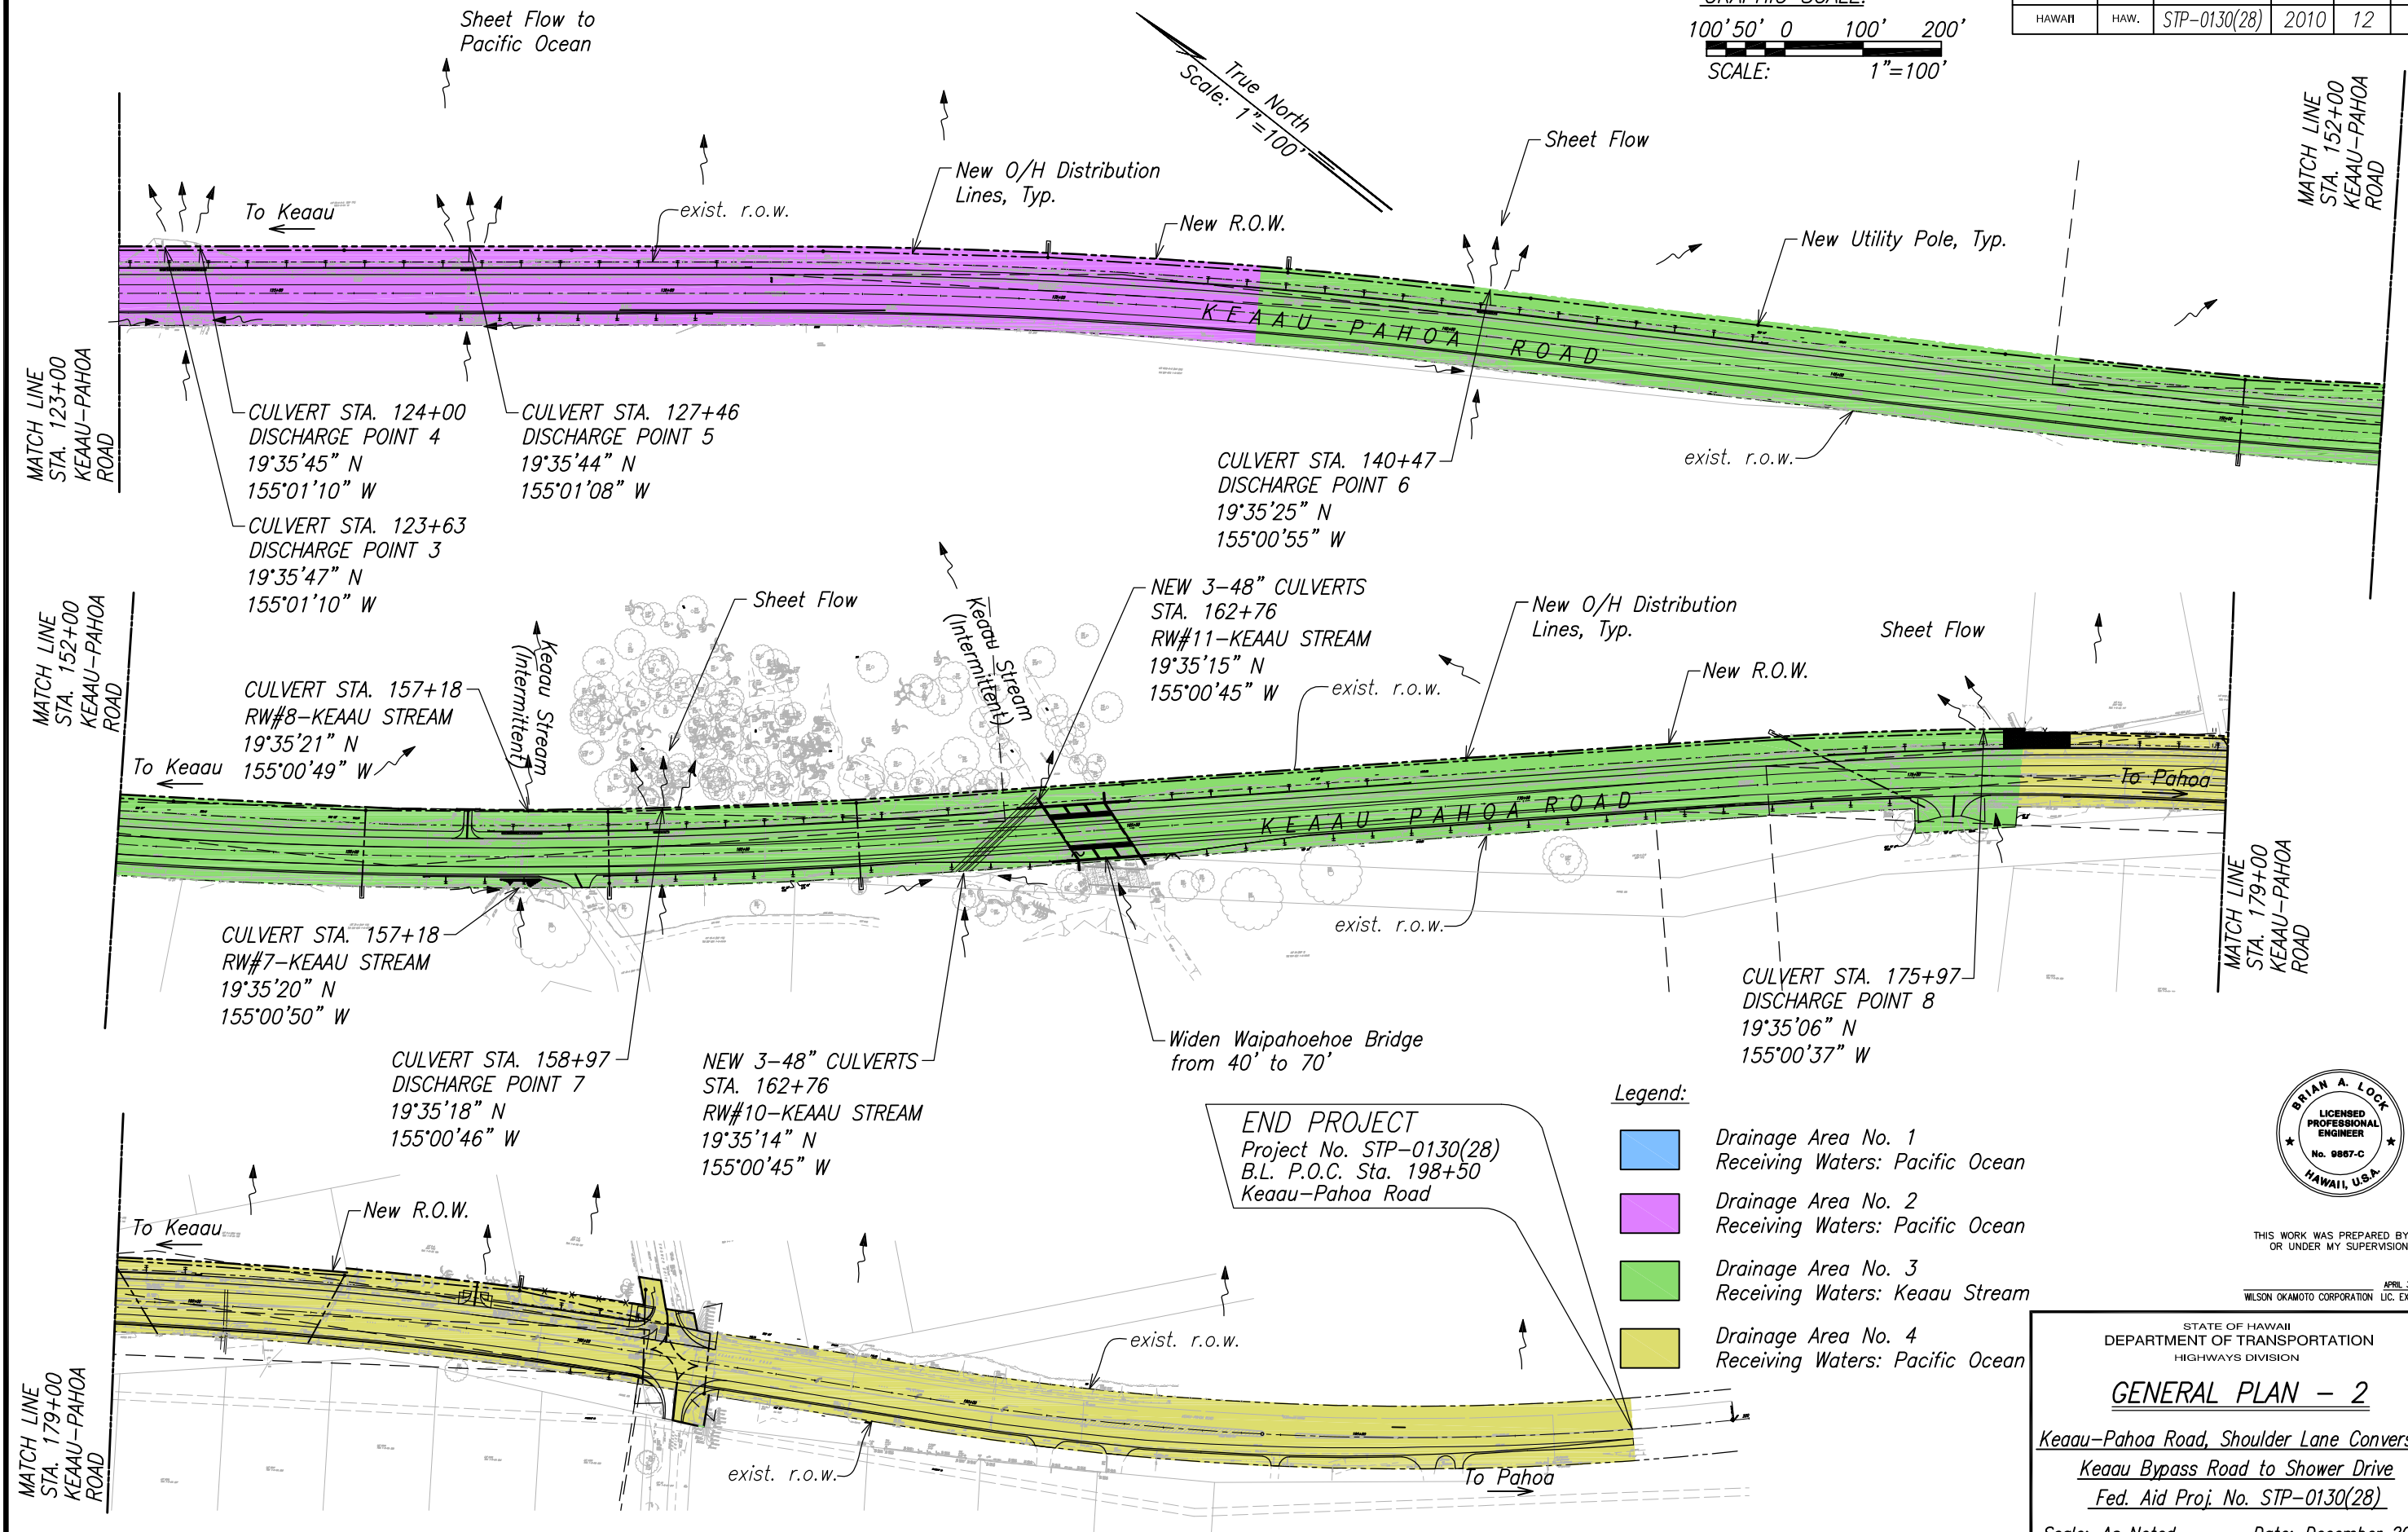 Sheet Flow to
Pacific Ocean
True North
Scale: 1"=100'
GRAPHIC SCALE:
100' 50' 0 100' 200'
SCALE: 1"=100'
HAWAII HAW. STP-0130(28) 2010 12
MATCH LINE
STA. 123+00
KEAAU-PAHOA
ROAD
To Keaau
exist. r.o.w.
New O/H Distribution
Lines, Typ.
New R.O.W.
Sheet Flow
New Utility Pole, Typ.
MATCH LINE
STA. 152+00
KEAAU-PAHOA
ROAD
KEAAU-PAHOA ROAD
CULVERT STA. 124+00
DISCHARGE POINT 4
19°35'45" N
155°01'10" W
CULVERT STA. 127+46
DISCHARGE POINT 5
19°35'44" N
155°01'08" W
CULVERT STA. 123+63
DISCHARGE POINT 3
19°35'47" N
155°01'10" W
CULVERT STA. 140+47
DISCHARGE POINT 6
19°35'25" N
155°00'55" W
exist. r.o.w.
MATCH LINE
STA. 152+00
KEAAU-PAHOA
ROAD
CULVERT STA. 157+18
RW#8-KEAAU STREAM
19°35'21" N
155°00'49" W
To Keaau
Keaau Stream
(Intermittent)
Sheet Flow
Keaau Stream
(Intermittent)
NEW 3-48" CULVERTS
STA. 162+76
RW#11-KEAAU STREAM
19°35'15" N
155°00'45" W
exist. r.o.w.
New O/H Distribution
Lines, Typ.
New R.O.W.
Sheet Flow
To Pahoa
KEAAU-PAHOA ROAD
MATCH LINE
STA. 179+00
KEAAU-PAHOA
ROAD
CULVERT STA. 157+18
RW#7-KEAAU STREAM
19°35'20" N
155°00'50" W
CULVERT STA. 158+97
DISCHARGE POINT 7
19°35'18" N
155°00'46" W
NEW 3-48" CULVERTS
STA. 162+76
RW#10-KEAAU STREAM
19°35'14" N
155°00'45" W
Widen Waipahoehoe Bridge
from 40' to 70'
exist. r.o.w.
CULVERT STA. 175+97
DISCHARGE POINT 8
19°35'06" N
155°00'37" W
MATCH LINE
STA. 179+00
KEAAU-PAHOA
ROAD
To Keaau
New R.O.W.
exist. r.o.w.
exist. r.o.w.
To Pahoa
END PROJECT
Project No. STP-0130(28)
B.L. P.O.C. Sta. 198+50
Keaau-Pahoa Road
Legend:
Drainage Area No. 1
Receiving Waters: Pacific Ocean
Drainage Area No. 2
Receiving Waters: Pacific Ocean
Drainage Area No. 3
Receiving Waters: Keaau Stream
Drainage Area No. 4
Receiving Waters: Pacific Ocean
BRIAN A. LOCK
LICENSED
PROFESSIONAL
ENGINEER
No. 9867-C
HAWAII, U.S.A.
THIS WORK WAS PREPARED BY
OR UNDER MY SUPERVISION
APRIL
WILSON OKAMOTO CORPORATION LIC. EX
STATE OF HAWAII
DEPARTMENT OF TRANSPORTATION
HIGHWAYS DIVISION
GENERAL PLAN - 2
Keaau-Pahoa Road, Shoulder Lane Convers
Keaau Bypass Road to Shower Drive
Fed. Aid Proj. No. STP-0130(28)
Scale: As Noted Date: December 20